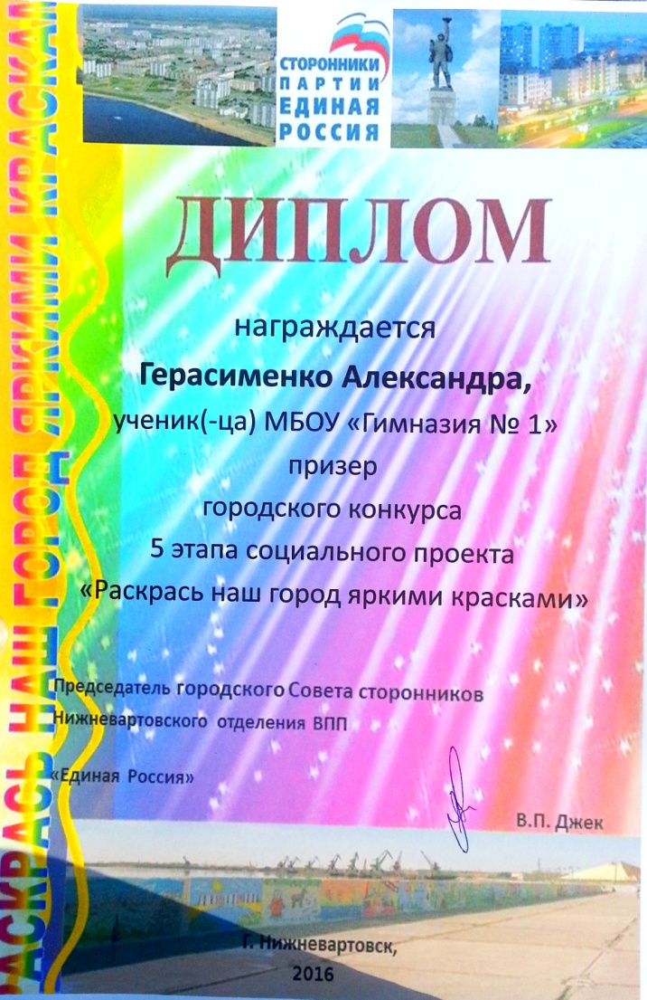 СТОРОННИКИ
ПАРТИИ
ЕДИНАЯ
РОССИЯ
ДИПЛОМ
награждается
Герасименко Александра,
ученик(-ца) МБОУ «Гимназия № 1»
призер
городского конкурса
5 этапа социального проекта
«Раскрась наш город яркими красками»
Председатель городского Совета сторонников
Нижневартовского отделения ВПП
«Единая Россия»
В.П. Джек
Г. Нижневартовск,
2016
РАСКРАСЬ НАШ ГОРОД ЯРКИМИ КРАСКАМ